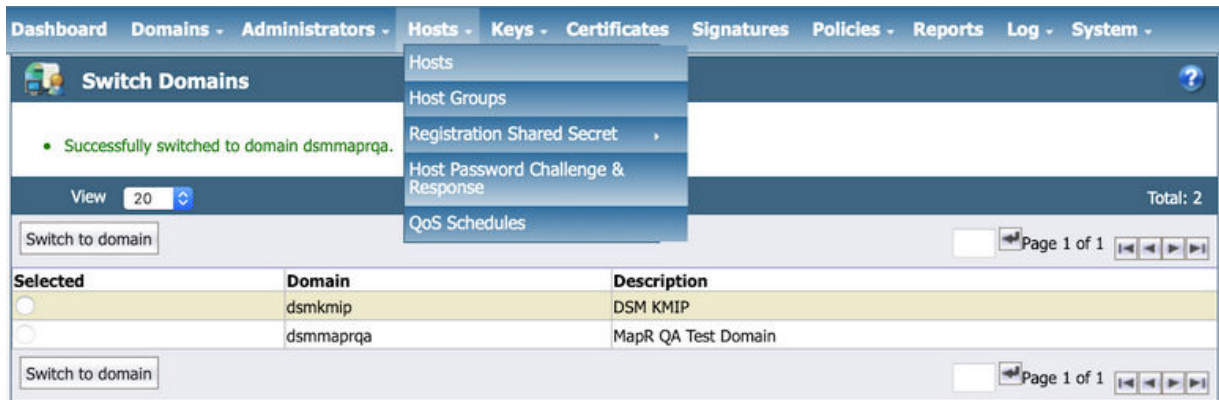 Dashboard Domains Administrators Hosts Keys Certificates Signatures Policies Reports Log System
Switch Domains
?
Hosts
Host Groups
Registration Shared Secret
Host Password Challenge &
Response
QoS Schedules
Successfully switched to domain dsmmaprqa.
View 20 Total: 2
Switch to domain Page 1 of 1
Selected Domain Description
dsmkmip DSM KMIP
dsmmaprqa MapR QA Test Domain
Switch to domain Page 1 of 1